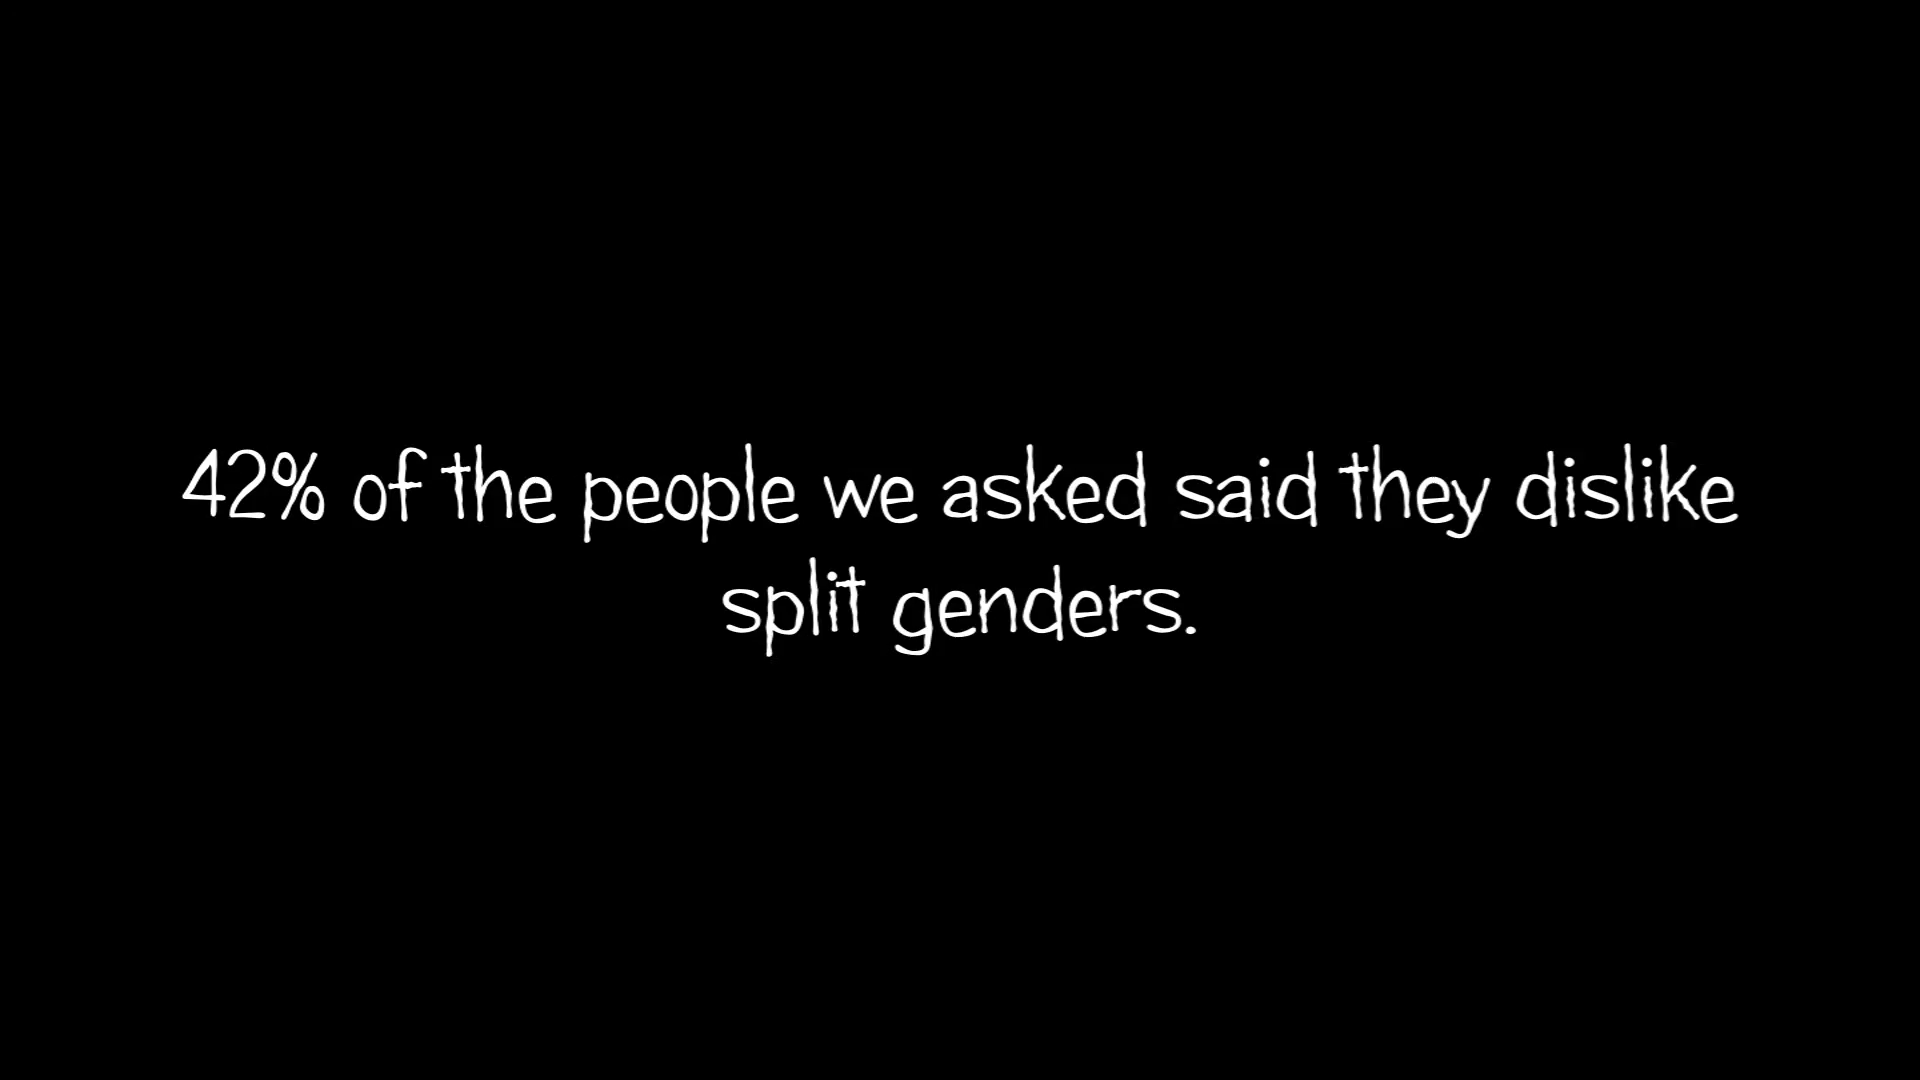 42% of the people we asked said they dislike
split genders.